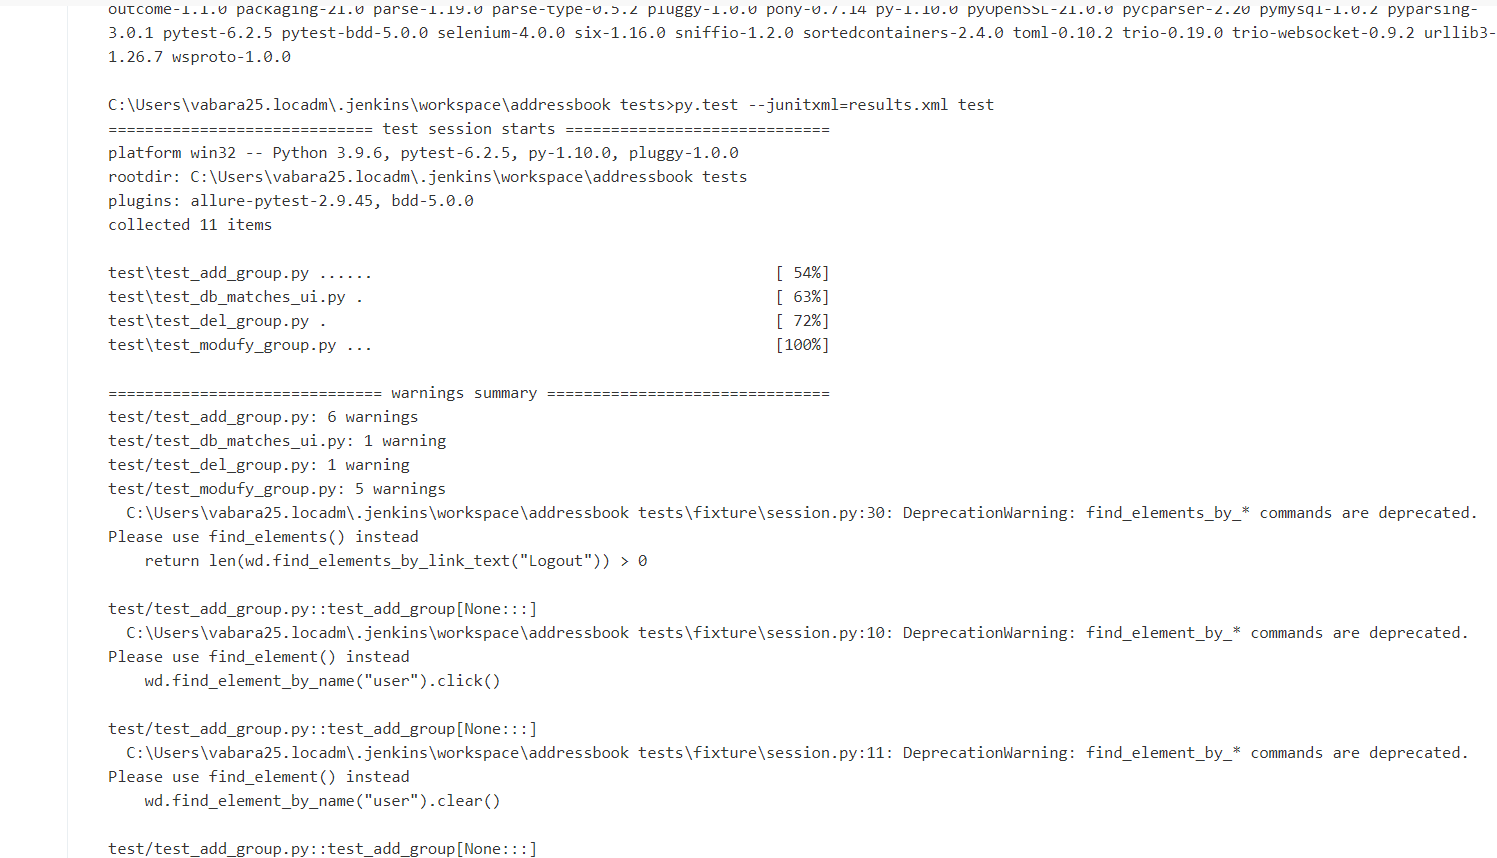 outcome-1.1.0 packaging-21.0 parse-1.19.0 parse-type-0.5.2 pluggy-1.0.0 pony-0.7.14 py-1.10.0 pyOpenSSL-21.0.0 pycparser-2.20 pymysql-1.0.2 pyparsing-
3.0.1 pytest-6.2.5 pytest-bdd-5.0.0 selenium-4.0.0 six-1.16.0 sniffio-1.2.0 sortedcontainers-2.4.0 toml-0.10.2 trio-0.19.0 trio-websocket-0.9.2 urllib3-
1.26.7 wsproto-1.0.0
C:\Users\vabara25.locadm\.jenkins\workspace\addressbook tests>py.test --junitxml=results.xml test
============================= test session starts =============================
platform win32 -- Python 3.9.6, pytest-6.2.5, py-1.10.0, pluggy-1.0.0
rootdir: C:\Users\vabara25.locadm\.jenkins\workspace\addressbook tests
plugins: allure-pytest-2.9.45, bdd-5.0.0
collected 11 items
test\test_add_group.py ...... [ 54%]
test\test_db_matches_ui.py . [ 63%]
test\test_del_group.py . [ 72%]
test\test_modufy_group.py ... [100%]
============================== warnings summary ===============================
test/test_add_group.py: 6 warnings
test/test_db_matches_ui.py: 1 warning
test/test_del_group.py: 1 warning
test/test_modufy_group.py: 5 warnings
C:\Users\vabara25.locadm\.jenkins\workspace\addressbook tests\fixture\session.py:30: DeprecationWarning: find_elements_by_* commands are deprecated.
Please use find_elements() instead
return len(wd.find_elements_by_link_text("Logout")) > 0
test/test_add_group.py::test_add_group[None:::]
C:\Users\vabara25.locadm\.jenkins\workspace\addressbook tests\fixture\session.py:10: DeprecationWarning: find_element_by_* commands are deprecated.
Please use find_element() instead
wd.find_element_by_name("user").click()
test/test_add_group.py::test_add_group[None:::]
C:\Users\vabara25.locadm\.jenkins\workspace\addressbook tests\fixture\session.py:11: DeprecationWarning: find_element_by_* commands are deprecated.
Please use find_element() instead
wd.find_element_by_name("user").clear()
test/test_add_group.py::test_add_group[None:::]